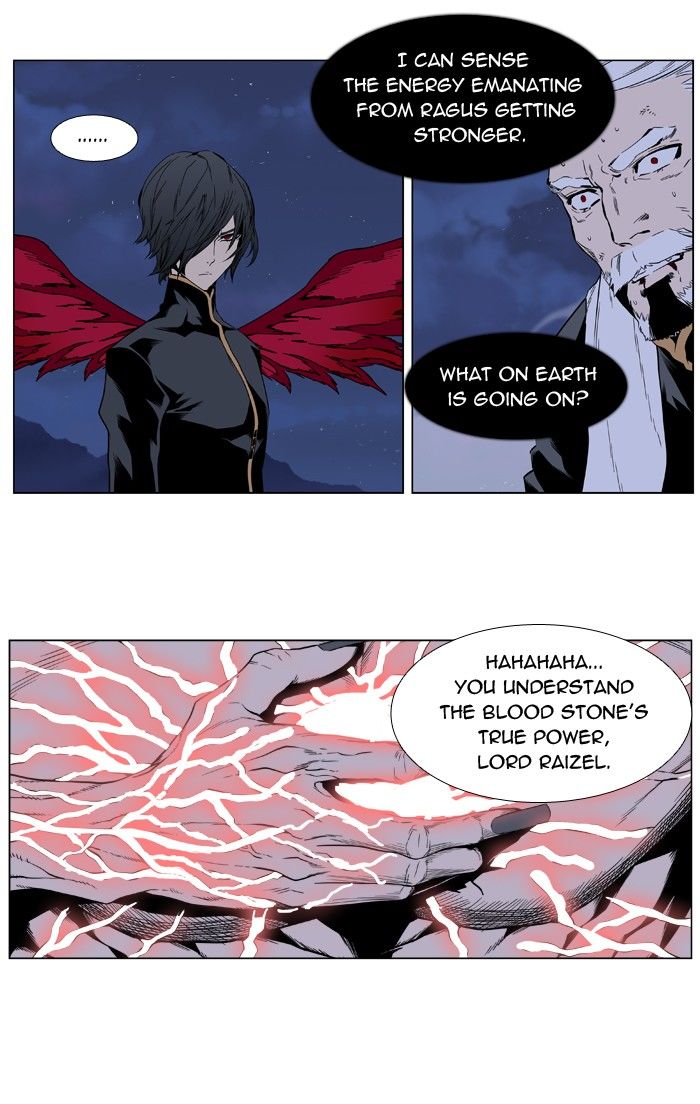 ......
I CAN SENSE
THE ENERGY EMANATING
FROM RAGUS GETTING
STRONGER.
WHAT ON EARTH
IS GOING ON?
HAHAHAHA...
YOU UNDERSTAND
THE BLOOD STONE'S
TRUE POWER,
LORD RAIZEL.